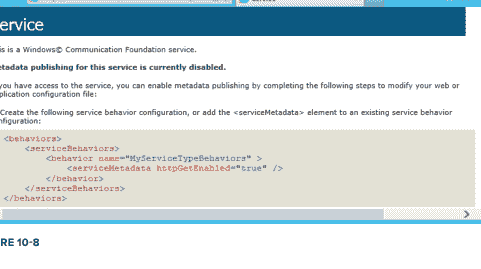 ervice
is is a Windows© Communication Foundation service.
etadata publishing for this service is currently disabled.
you have access to the service, you can enable metadata publishing by completing the following steps to modify your web or
plication configuration file:
Create the following service behavior configuration, or add the <serviceMetadata> element to an existing service behavior
nfiguration:
<behaviors>
<serviceBehaviors>
<behavior name="MyServiceTypeBehaviors" >
<serviceMetadata httpGetEnabled="true" />
</behavior>
</serviceBehaviors>
</behaviors>
RE 10-8